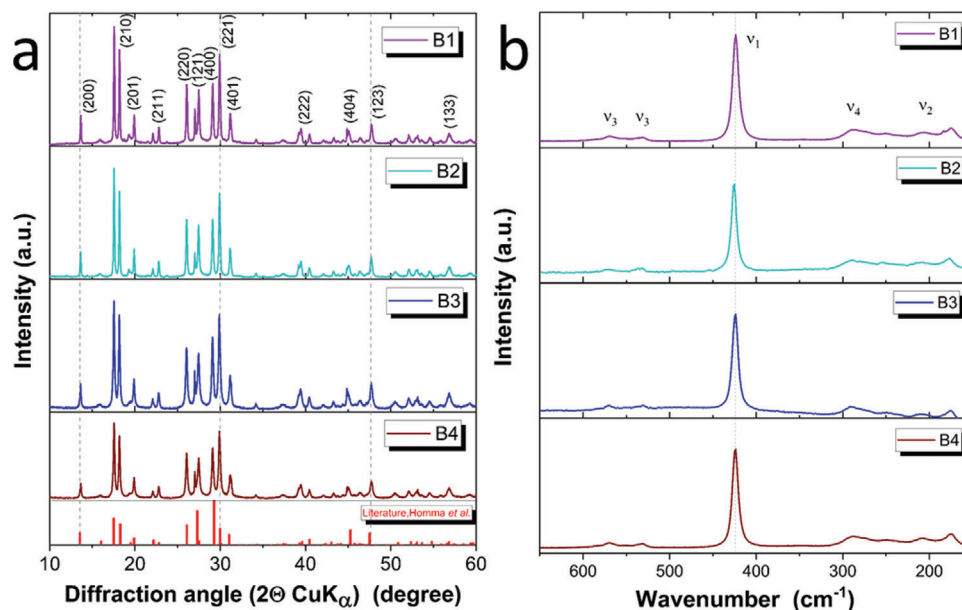 a
B1
(200)
(210)
(201)
(211)
(220)
(121)
(400)
(221)
(401)
(222)
(404)
(123)
(133)
B2
B3
B4
Literature,Homma et al.
Intensity (a.u.)
10 20 30 40 50 60
Diffraction angle (2Θ CuKα) (degree)
b
B1
ν1
ν3
ν3
ν4
ν2
B2
B3
B4
Intensity (a.u.)
600 500 400 300 200
Wavenumber (cm-1)